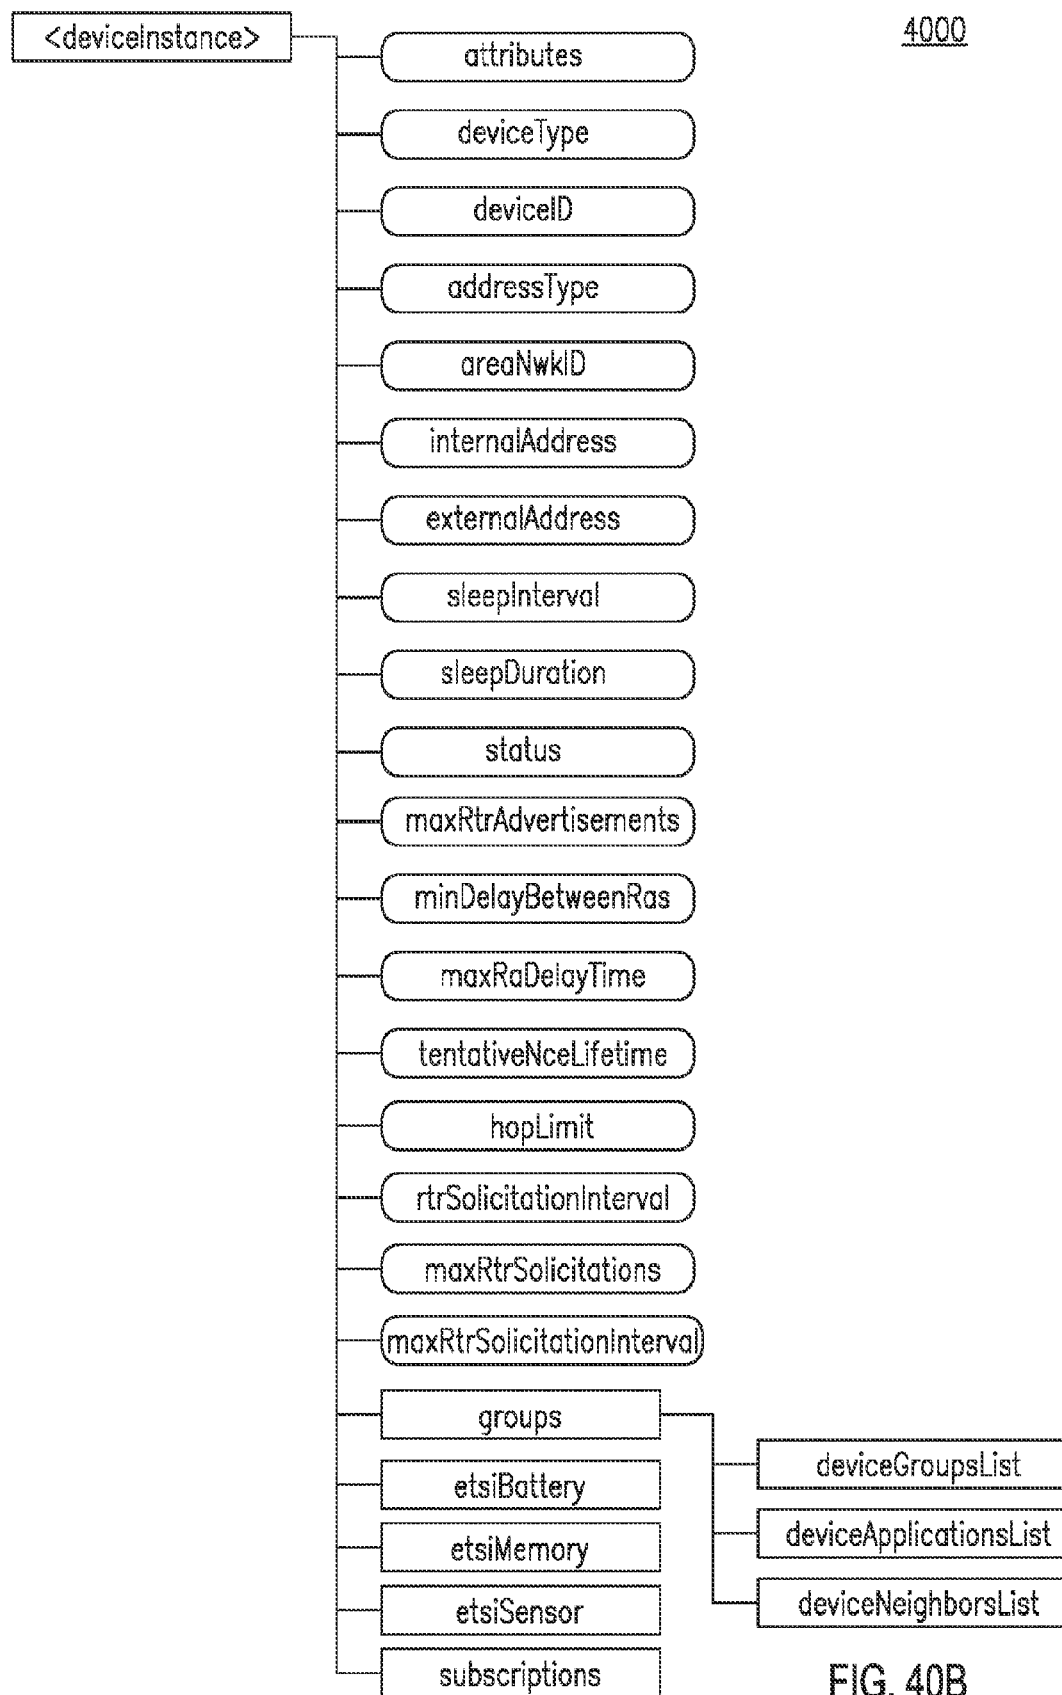 <deviceInstance>
4000
attributes
deviceType
deviceID
addressType
areaNwkID
internalAddress
externalAddress
sleepInterval
sleepDuration
status
maxRtrAdvertisements
minDelayBetweenRas
maxRaDelayTime
tentativeNceLifetime
hopLimit
rtrSolicitationInterval
maxRtrSolicitations
maxRtrSolicitationInterval
groups
deviceGroupsList
etsiBattery
deviceApplicationsList
etsiMemory
deviceNeighborsList
etsiSensor
subscriptions
FIG. 40B